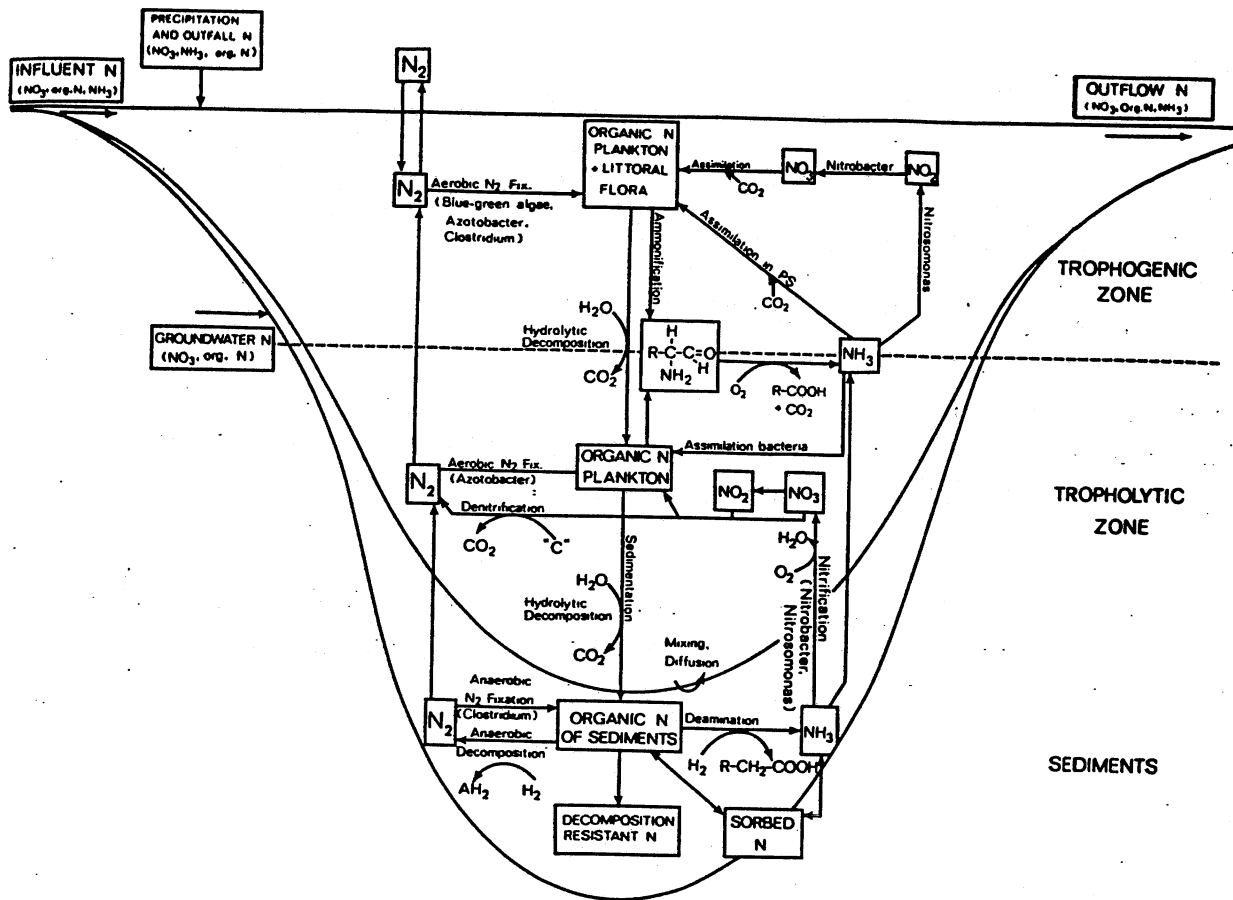 PRECIPITATION
AND OUTFALL N
(NO₃,NH₃, org. N)
INFLUENT N
(NO₃,org.N,NH₃)
N₂
OUTFLOW N
(NO₃,Org.N,NH₃)
ORGANIC N
PLANKTON
+ LITTORAL
FLORA
Assimilation
CO₂
NO₃
Nitrobacter
NO₂
N₂
Aerobic N₂ Fix.
(Blue-green algae,
Azotobacter,
Clostridium)
Ammonification
Assimilation in PS
CO₂
Nitrosomonas
TROPHOGENIC
ZONE
GROUNDWATER N
(NO₃, org. N)
H₂O
Hydrolytic
Decomposition
CO₂
H
R-C-C=O
NH₂ H
NH₃
O₂
R-COOH
+ CO₂
Assimilation bacteria
ORGANIC N
PLANKTON
N₂
Aerobic N₂ Fix.
(Azotobacter)
NO₂
NO₃
TROPHOLYTIC
ZONE
Denitrification
CO₂
"C"
Sedimentation
H₂O
O₂
Nitrification
(Nitrobacter,
Nitrosomonas)
H₂O
Hydrolytic
Decomposition
CO₂
Mixing,
Diffusion
N₂
Anaerobic
N₂ Fixation
(Clostridium)
Anaerobic
Decomposition
AH₂
H₂
ORGANIC N
OF SEDIMENTS
Deamination
H₂
R-CH₂-COOH
NH₃
SEDIMENTS
DECOMPOSITION
RESISTANT N
SORBED
N